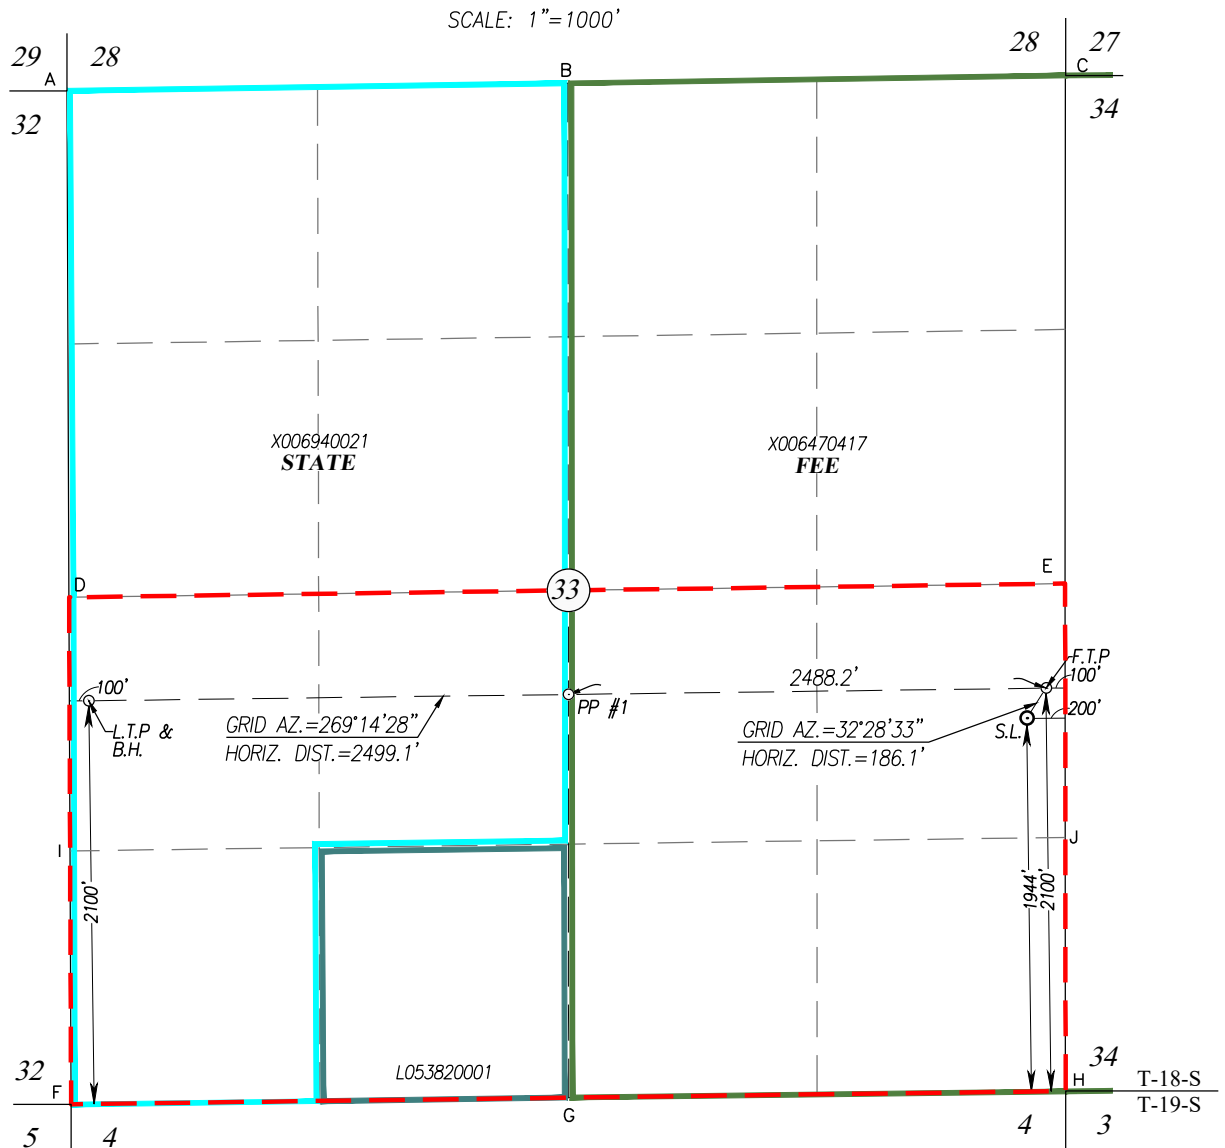 SCALE: 1"=1000'
29 28
28 27
A
B
C
32
34
X006940021
STATE
X006470417
FEE
D
E
33
F.T.P
100'
100'
2488.2'
PP #1
200'
L.T.P &
B.H.
GRID AZ.=269°14'28"
HORIZ. DIST.=2499.1'
GRID AZ.=32°28'33"
HORIZ. DIST.=186.1'
S.L.
I
J
2100'
1944'
2100'
L053820001
32
34
F
G
H
T-18-S
T-19-S
5 4
4 3